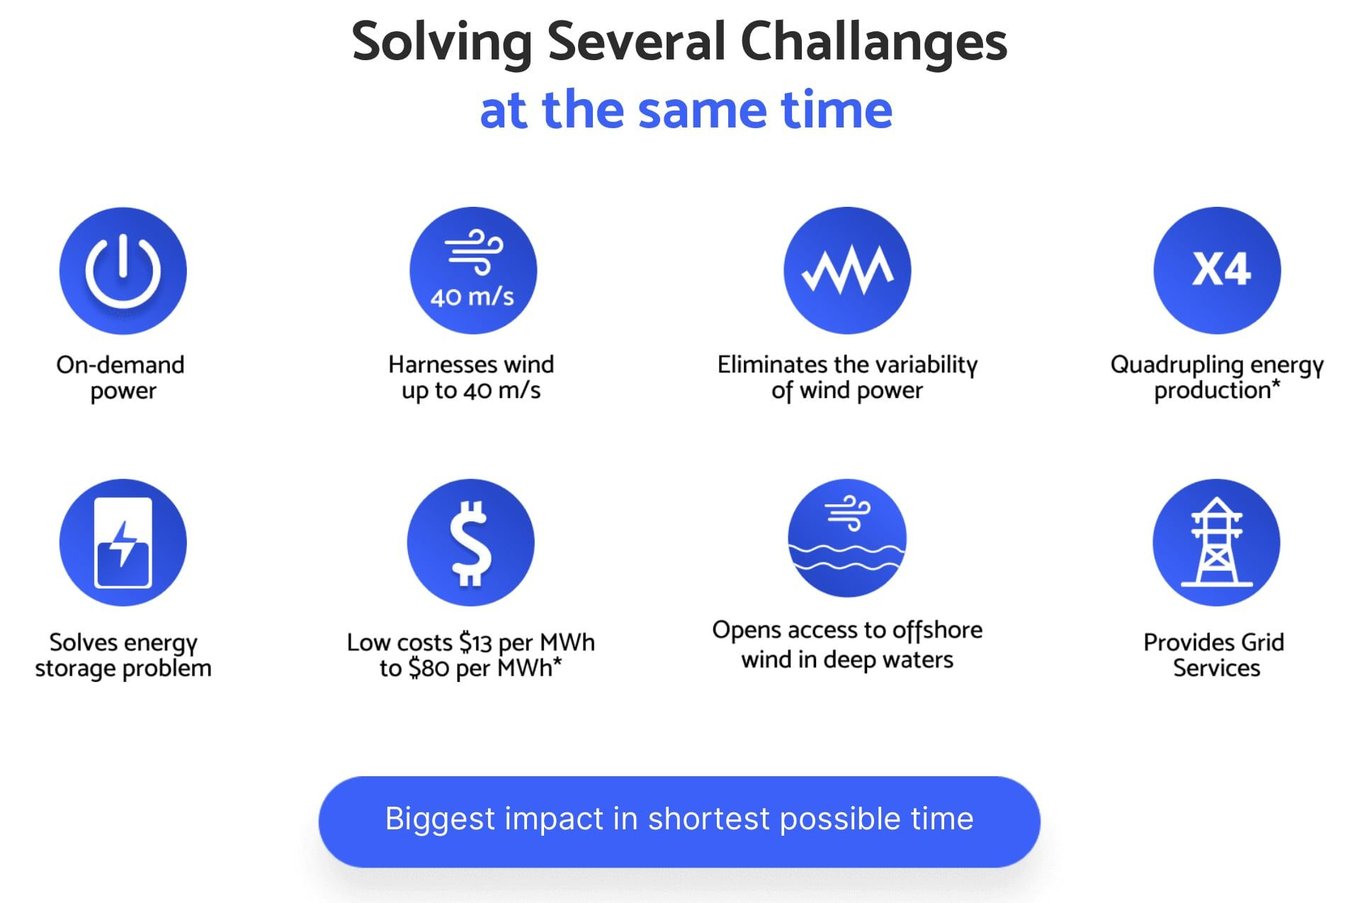 Solving Several Challanges
at the same time
40 m/s
X4
On-demand
power
Harnesses wind
up to 40 m/s
Eliminates the variability
of wind power
Quadrupling energy
production*
$
Solves energy
storage problem
Low costs $13 per MWh
to $80 per MWh*
Opens access to offshore
wind in deep waters
Provides Grid
Services
Biggest impact in shortest possible time